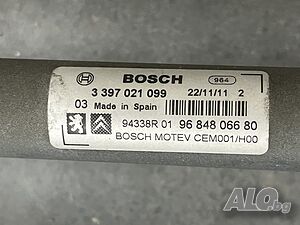 BOSCH 964
3 397 021 099 22/11/11 2
03 Made in Spain
94338R 01 96 848 066 80
BOSCH MOTEV CEM001/H00
ALO.bg